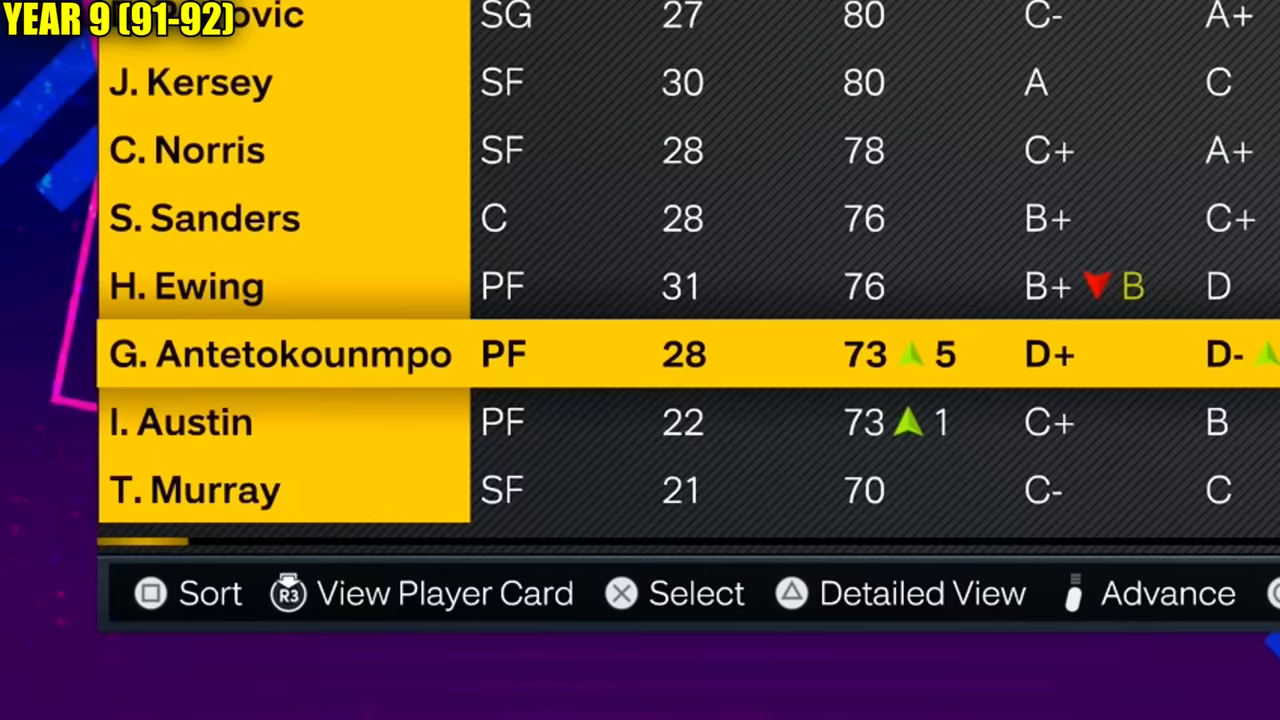 YEAR 9 (91-92)
SG 27 80 C- A+
J. Kersey SF 30 80 A C
C. Norris SF 28 78 C+ A+
S. Sanders C 28 76 B+ C+
H. Ewing PF 31 76 B+ B D
G. Antetokounmpo PF 28 73 5 D+ D-
I. Austin PF 22 73 1 C+ B
T. Murray SF 21 70 C- C
Sort R3 View Player Card Select Detailed View Advance